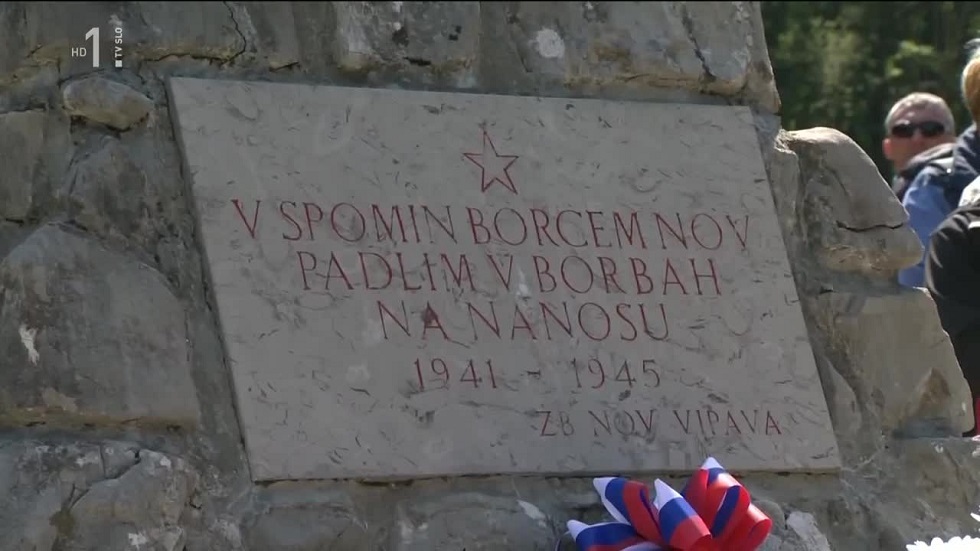 HD 1 TV SLO
V SPOMIN BORCEM NOV
PADLIM V BORBAH
NA NANOSU
1941 - 1945
ZB NOV VIPAVA